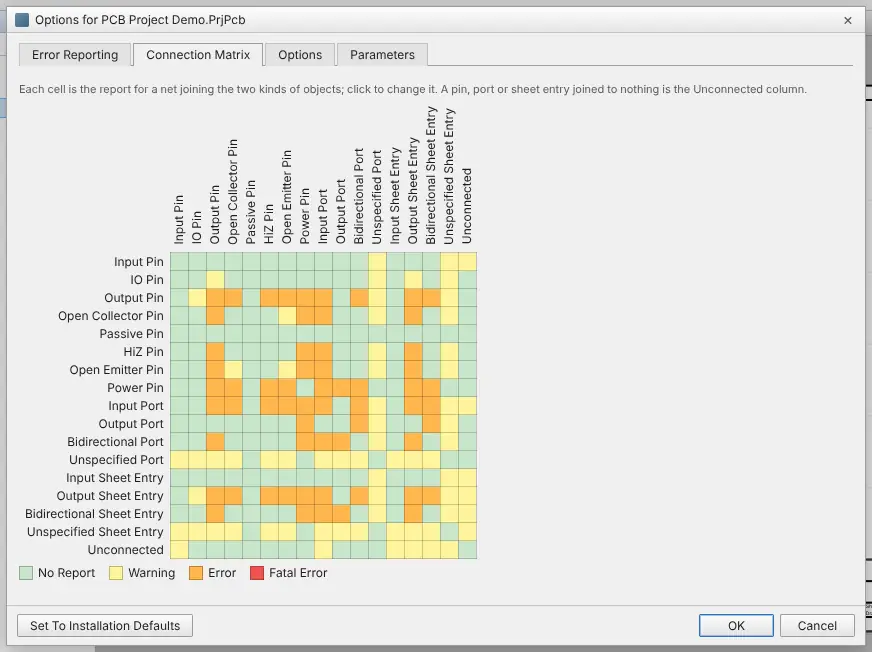 Options for PCB Project Demo.PrjPcb
Error Reporting
Connection Matrix
Options
Parameters
Each cell is the report for a net joining the two kinds of objects; click to change it. A pin, port or sheet entry joined to nothing is the Unconnected column.
Input Pin
IO Pin
Output Pin
Open Collector Pin
Passive Pin
HiZ Pin
Open Emitter Pin
Power Pin
Input Port
Output Port
Bidirectional Port
Unspecified Port
Input Sheet Entry
Output Sheet Entry
Bidirectional Sheet Entry
Unspecified Sheet Entry
Unconnected
Input Pin
IO Pin
Output Pin
Open Collector Pin
Passive Pin
HiZ Pin
Open Emitter Pin
Power Pin
Input Port
Output Port
Bidirectional Port
Unspecified Port
Input Sheet Entry
Output Sheet Entry
Bidirectional Sheet Entry
Unspecified Sheet Entry
Unconnected
No Report
Warning
Error
Fatal Error
Set To Installation Defaults
OK
Cancel